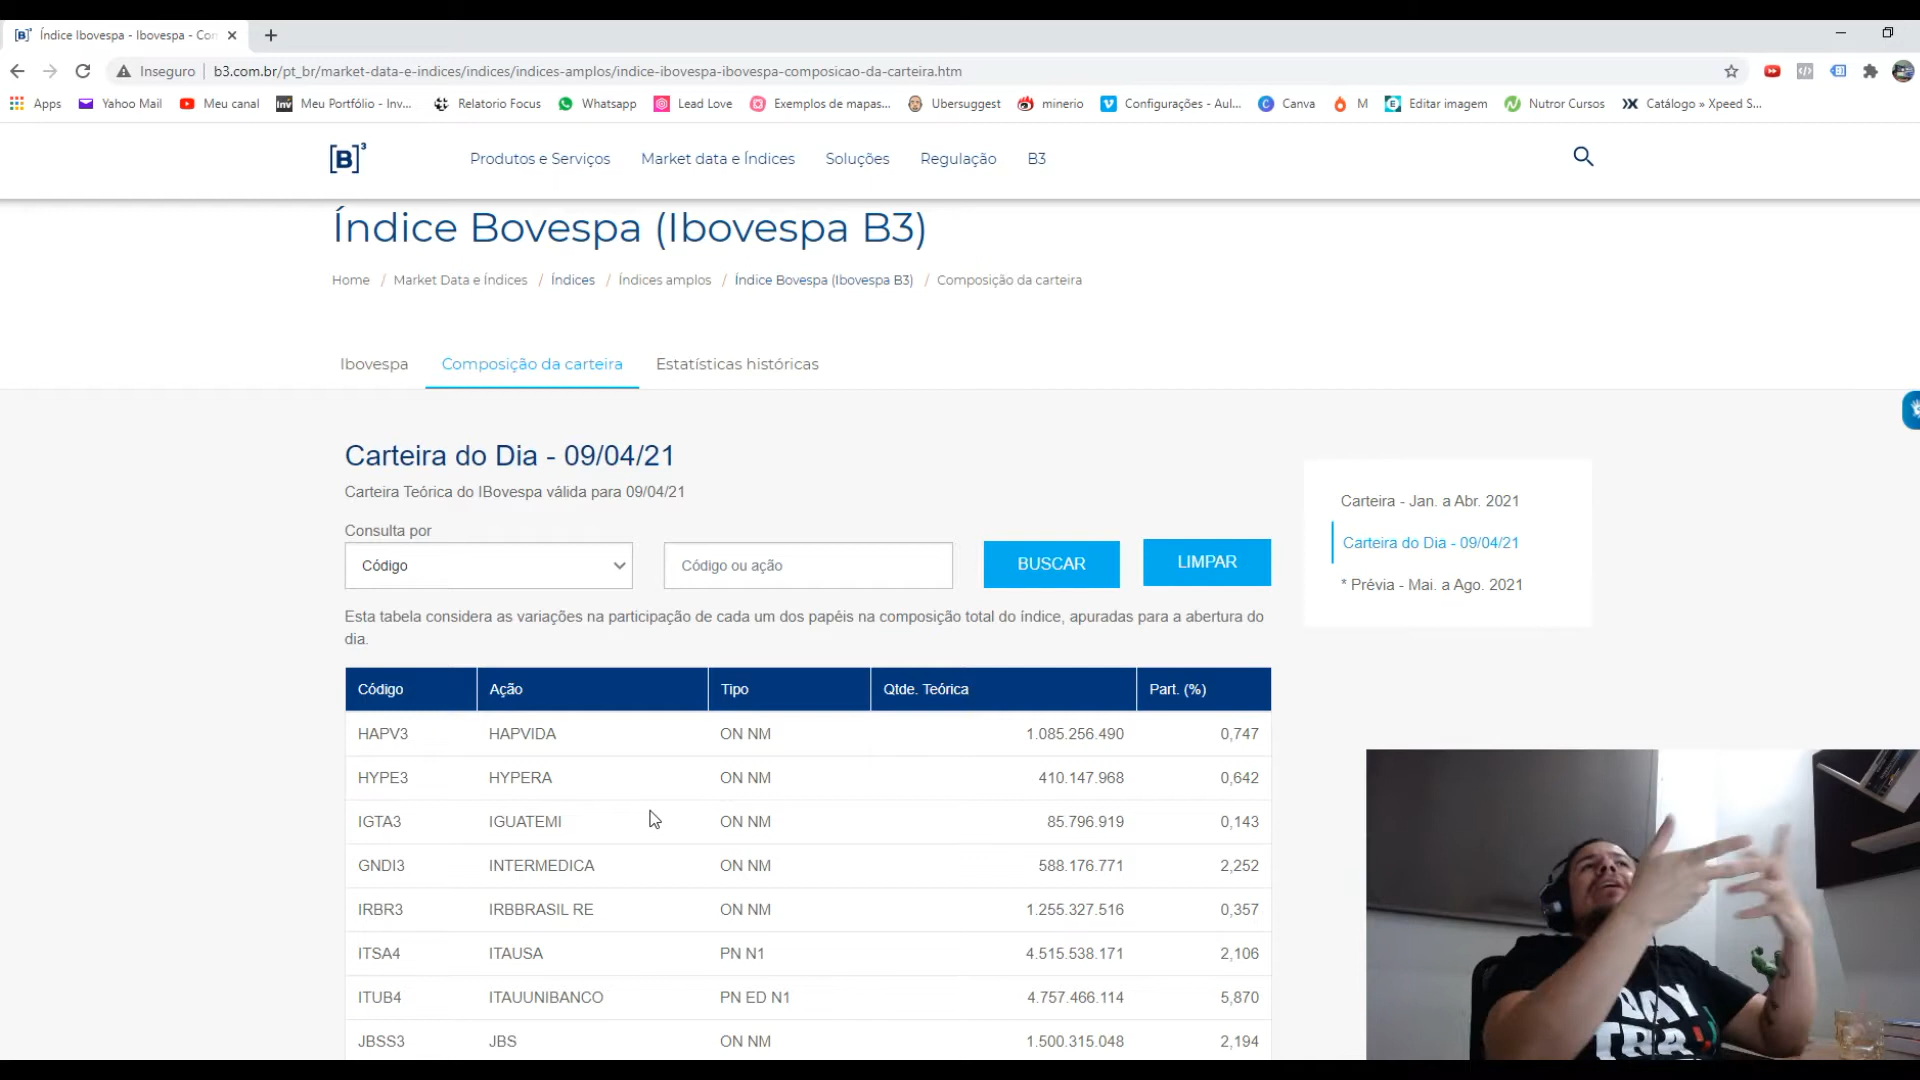 Índice Ibovespa - Ibovespa - Con
Inseguro
b3.com.br/pt_br/market-data-e-indices/indices/indices-amplos/indice-ibovespa-ibovespa-composicao-da-carteira.htm
Apps Yahoo Mail Meu canal Meu Portfólio - Inv... Relatorio Focus Whatsapp Lead Love Exemplos de mapas... Ubersuggest minerio Configurações - Aul... Canva M Editar imagem Nutror Cursos Catálogo » Xpeed S...
[B]³ Produtos e Serviços Market data e Índices Soluções Regulação B3
Índice Bovespa (Ibovespa B3)
Home / Market Data e Índices / Índices / Índices amplos / Índice Bovespa (Ibovespa B3) / Composição da carteira
Ibovespa Composição da carteira Estatísticas históricas
Carteira do Dia - 09/04/21
Carteira Teórica do IBovespa válida para 09/04/21
Consulta por
Código Código ou ação BUSCAR LIMPAR
Esta tabela considera as variações na participação de cada um dos papéis na composição total do índice, apuradas para a abertura do
dia.
Carteira - Jan. a Abr. 2021
Carteira do Dia - 09/04/21
* Prévia - Mai. a Ago. 2021
Código Ação Tipo Qtde. Teórica Part. (%)
HAPV3 HAPVIDA ON NM 1.085.256.490 0,747
HYPE3 HYPERA ON NM 410.147.968 0,642
IGTA3 IGUATEMI ON NM 85.796.919 0,143
GNDI3 INTERMEDICA ON NM 588.176.771 2,252
IRBR3 IRBBRASIL RE ON NM 1.255.327.516 0,357
ITSA4 ITAUSA PN N1 4.515.538.171 2,106
ITUB4 ITAUUNIBANCO PN ED N1 4.757.466.114 5,870
JBSS3 JBS ON NM 1.500.315.048 2,194
DAY